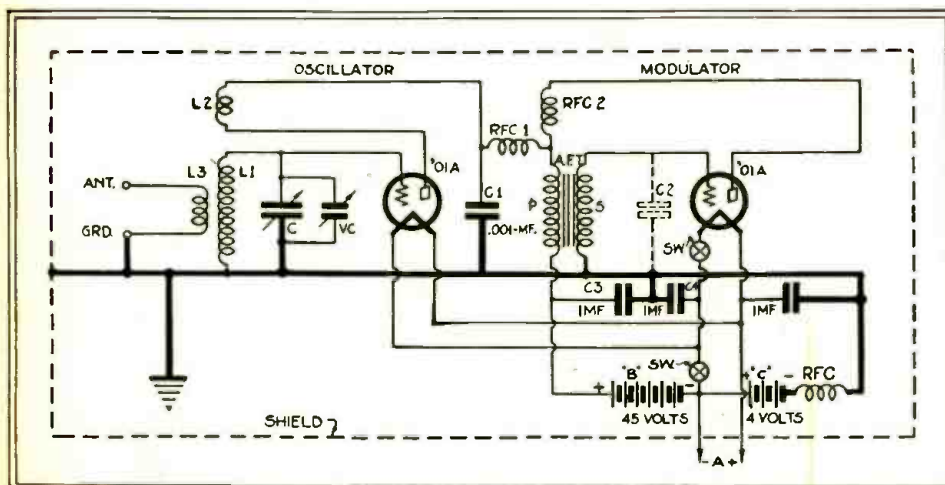 OSCILLATOR MODULATOR
L2
RFC 2
RFC 1
L3 L1
A.F.T.
'01A
'01A
ANT.
C1
C2
P S
C VC
.001-MF.
GRD.
SW.
C3 C4
1MF 1MF 1MF
SW.
"B" "C" RFC
+ - + -
45 VOLTS 4 VOLTS
SHIELD
-A+